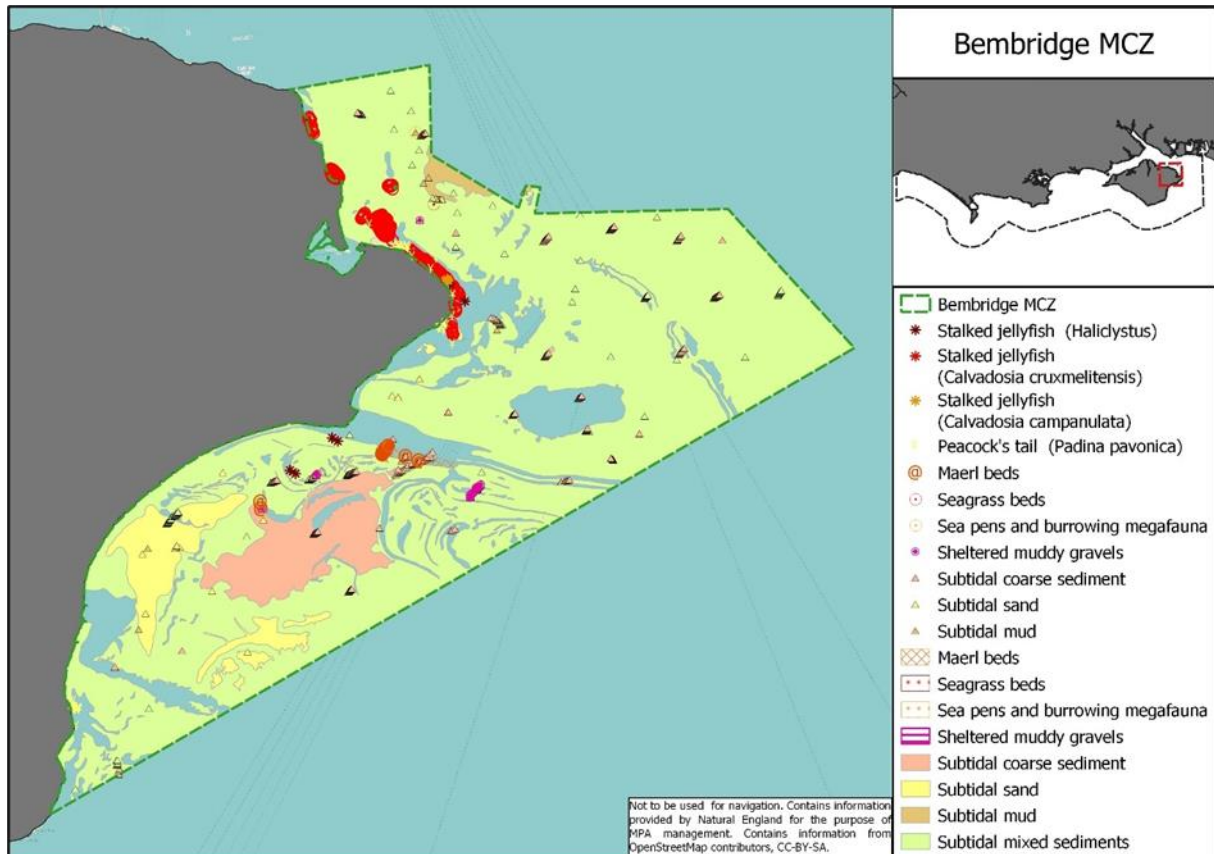 Bembridge MCZ
Bembridge MCZ
Stalked jellyfish (Haliclystus)
Stalked jellyfish
(Calvadosia cruxmelitensis)
Stalked jellyfish
(Calvadosia campanulata)
Peacock's tail (Padina pavonica)
Maerl beds
Seagrass beds
Sea pens and burrowing megafauna
Sheltered muddy gravels
Subtidal coarse sediment
Subtidal sand
Subtidal mud
Maerl beds
Seagrass beds
Sea pens and burrowing megafauna
Sheltered muddy gravels
Subtidal coarse sediment
Subtidal sand
Subtidal mud
Subtidal mixed sediments
Not to be used for navigation. Contains information
provided by Natural England for the purpose of
MPA management. Contains information from
OpenStreetMap contributors, CC-BY-SA.